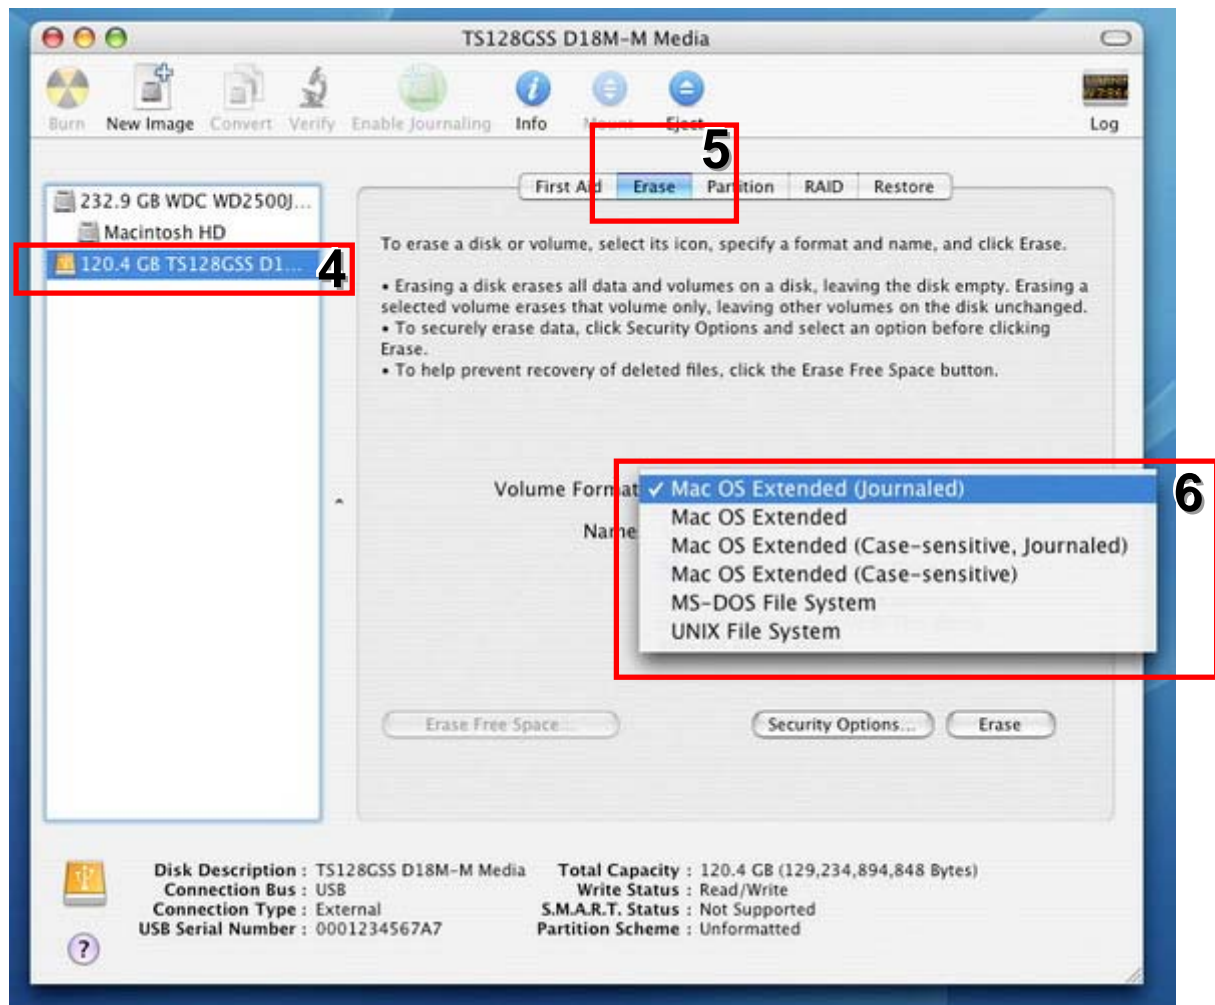 TS128GSS D18M-M Media
Burn New Image Convert Verify Enable Journaling Info Mount Eject Log
5
First Aid Erase Partition RAID Restore
232.9 GB WDC WD2500J...
Macintosh HD
120.4 GB TS128GSS D1...
4
To erase a disk or volume, select its icon, specify a format and name, and click Erase.
• Erasing a disk erases all data and volumes on a disk, leaving the disk empty. Erasing a
selected volume erases that volume only, leaving other volumes on the disk unchanged.
• To securely erase data, click Security Options and select an option before clicking
Erase.
• To help prevent recovery of deleted files, click the Erase Free Space button.
Volume Format
✓ Mac OS Extended (Journaled)
6
Mac OS Extended
Name
Mac OS Extended (Case-sensitive, Journaled)
Mac OS Extended (Case-sensitive)
MS-DOS File System
UNIX File System
Erase Free Space... Security Options... Erase
Disk Description : TS128GSS D18M-M Media
Connection Bus : USB
Connection Type : External
USB Serial Number : 0001234567A7
Total Capacity : 120.4 GB (129,234,894,848 Bytes)
Write Status : Read/Write
S.M.A.R.T. Status : Not Supported
Partition Scheme : Unformatted
?